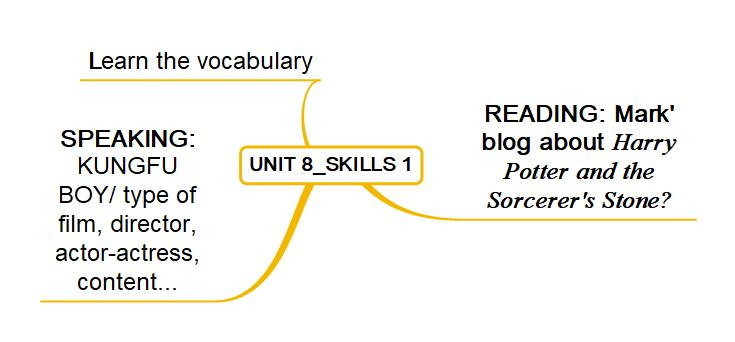 Learn the vocabulary
SPEAKING:
KUNGFU
BOY/ type of
film, director,
actor-actress,
content...
UNIT 8_SKILLS 1
READING: Mark'
blog about Harry
Potter and the
Sorcerer's Stone?